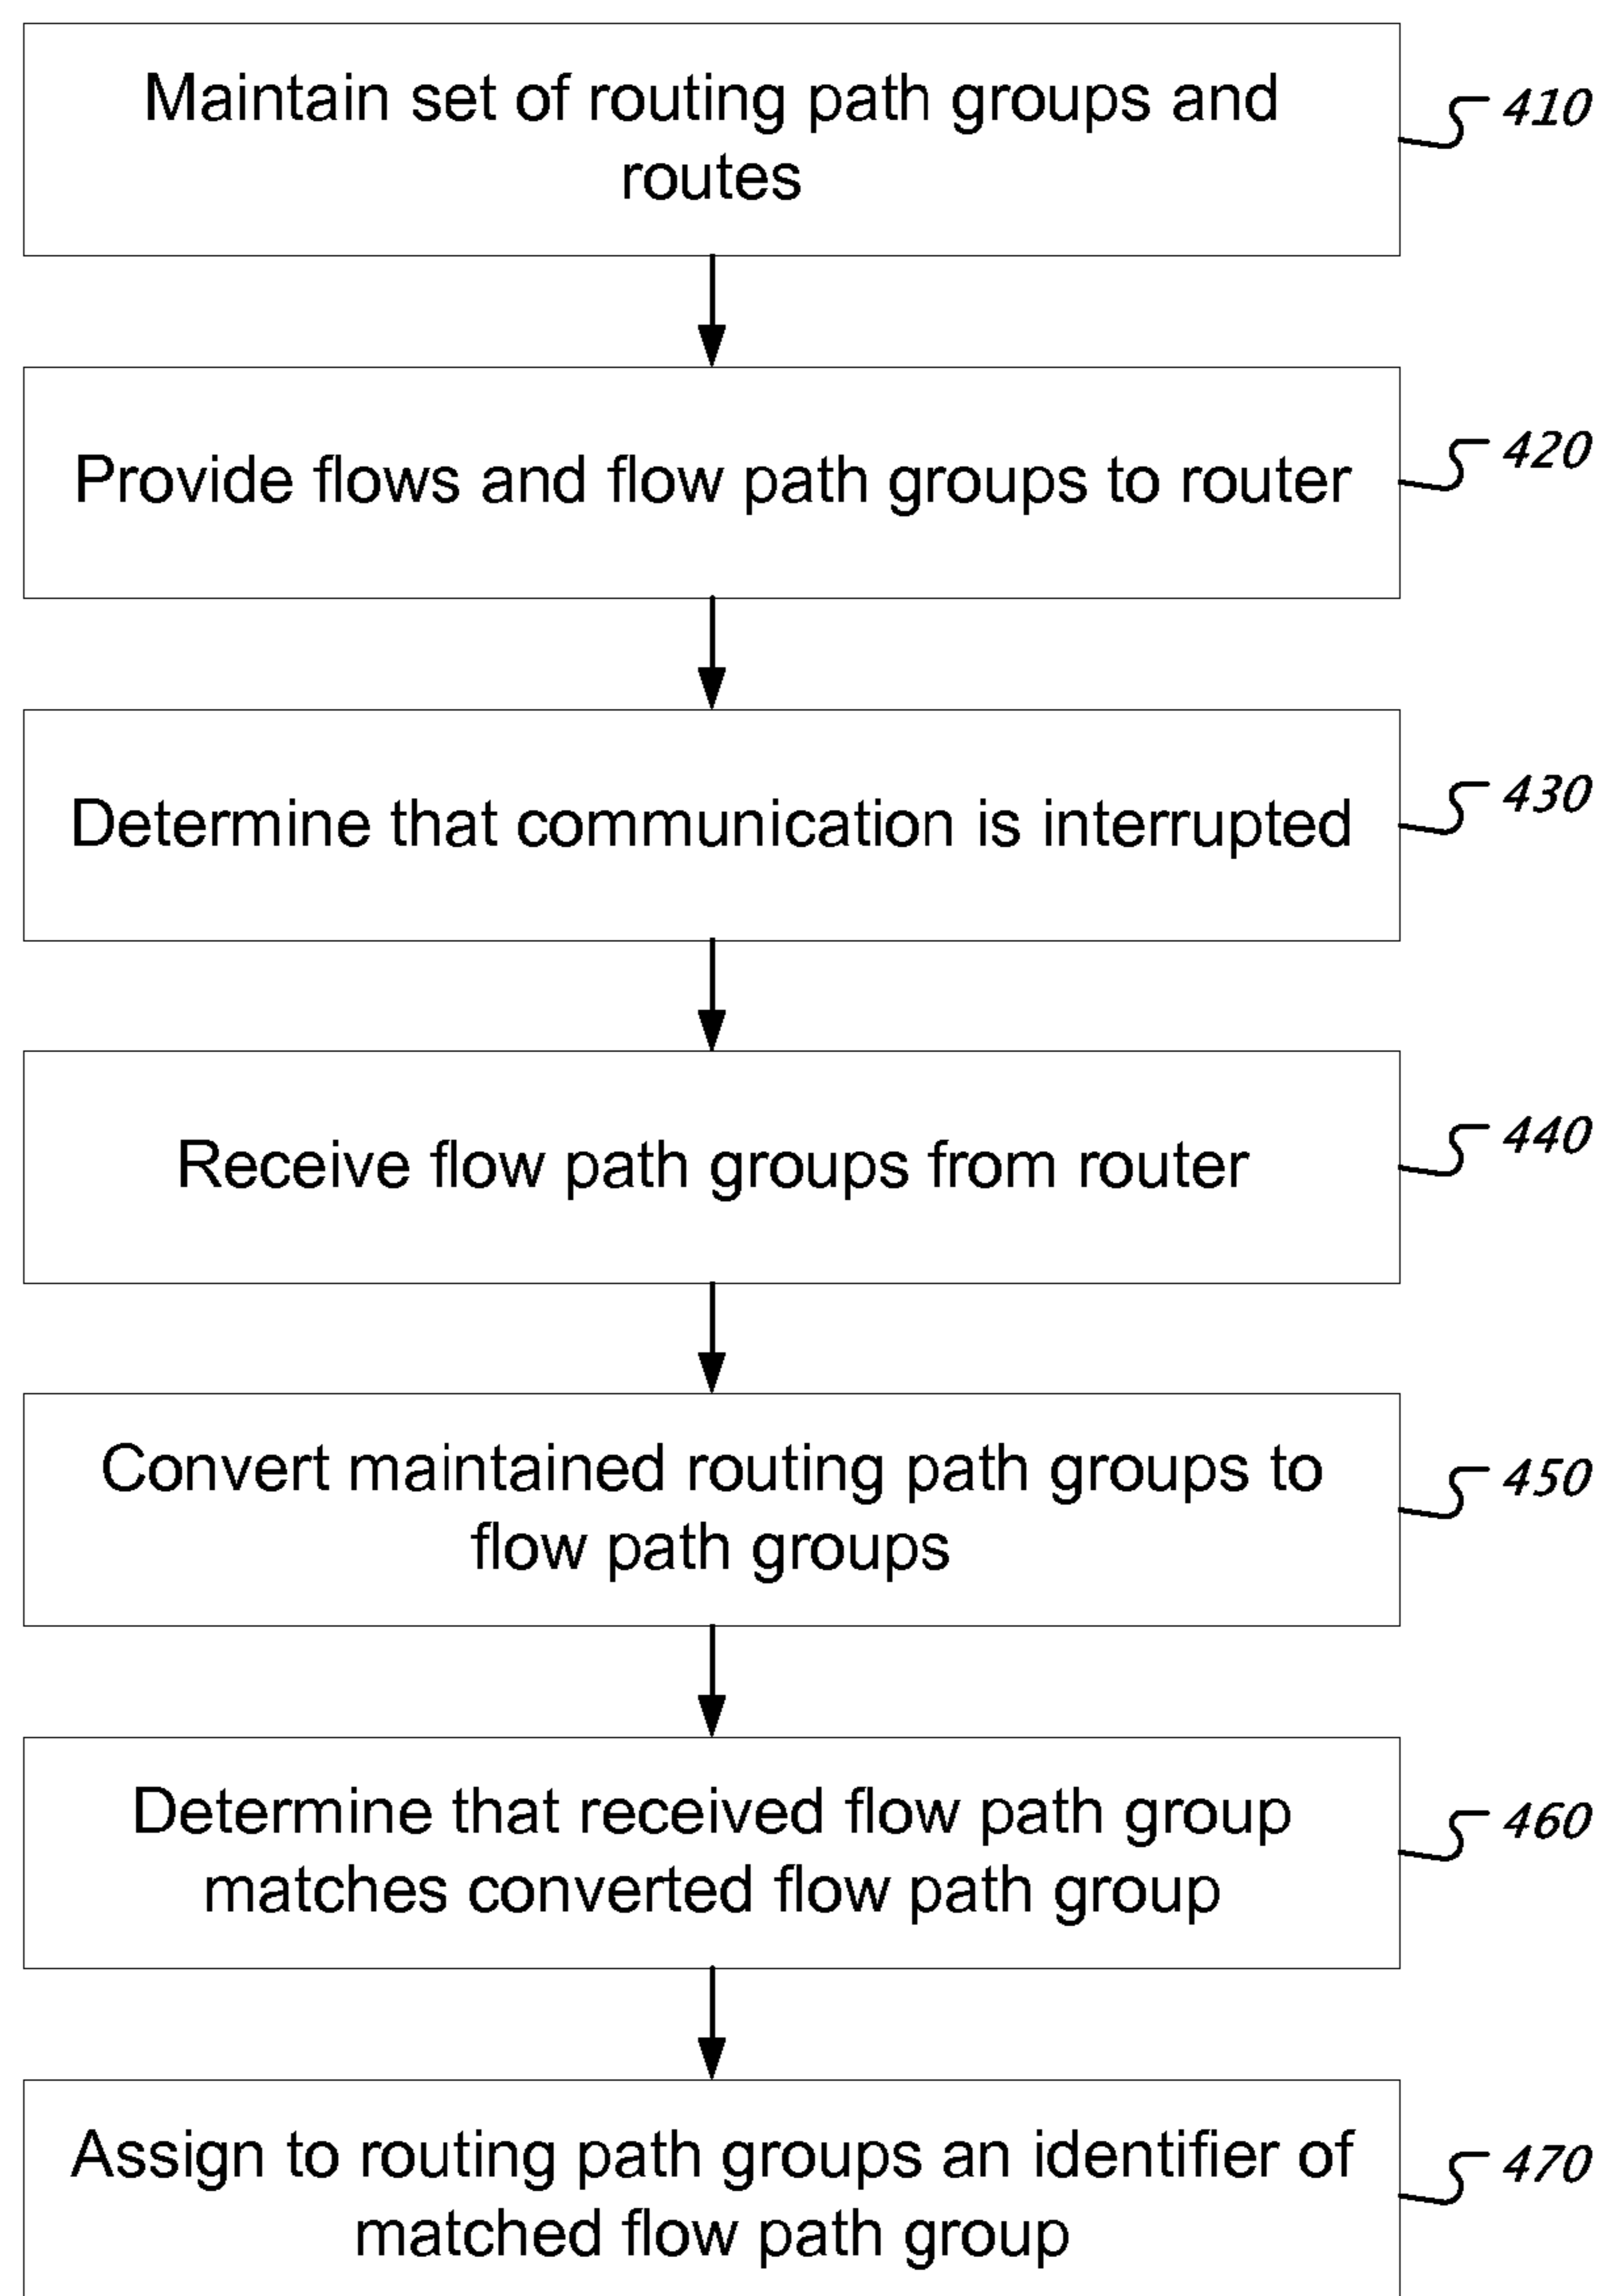 Maintain set of routing path groups and
routes
410
Provide flows and flow path groups to router
420
Determine that communication is interrupted
430
Receive flow path groups from router
440
Convert maintained routing path groups to
flow path groups
450
Determine that received flow path group
matches converted flow path group
460
Assign to routing path groups an identifier of
matched flow path group
470